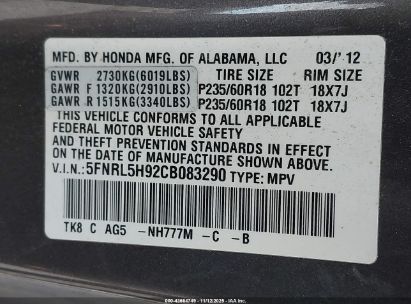 MFD. BY HONDA MFG. OF ALABAMA, LLC 03/'12
GVWR 2730KG(6019LBS) TIRE SIZE RIM SIZE
GAWR F 1320KG(2910LBS) P235/60R18 102T 18X7J
GAWR R 1515KG(3340LBS) P235/60R18 102T 18X7J
THIS VEHICLE CONFORMS TO ALL APPLICABLE
FEDERAL MOTOR VEHICLE SAFETY
AND THEFT PREVENTION STANDARDS IN EFFECT
ON THE DATE OF MANUFACTURE SHOWN ABOVE.
V.I.N.:5FNRL5H92CB083290 TYPE: MPV
TK8 C AG5 -NH777M -C -B